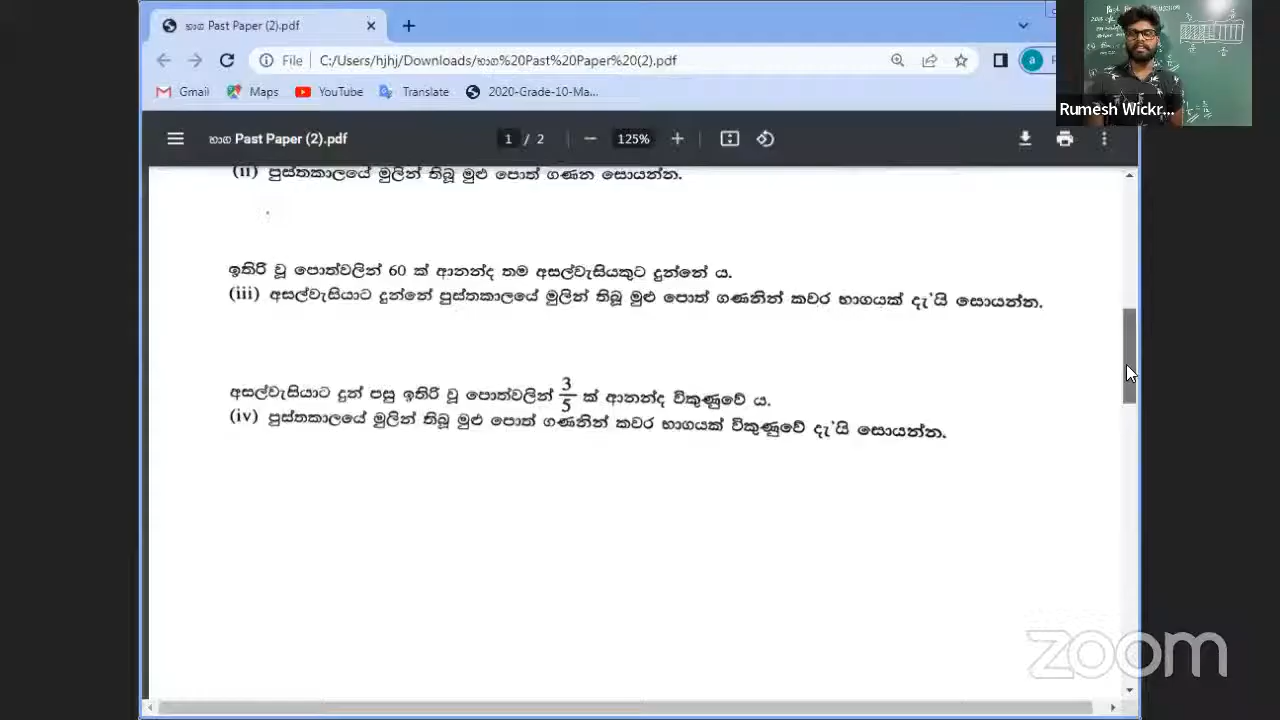 භාග Past Paper (2).pdf
File
C:/Users/hjhj/Downloads/භාග%20Past%20Paper%20(2).pdf
a
Gmail
Maps
YouTube
Translate
2020-Grade-10-Ma...
Rumesh Wickr...
භාග Past Paper (2).pdf
1 / 2
125%
(ii) පුස්තකාලයේ මුලින් තිබූ මුළු පොත් ගණන සොයන්න.
ඉතිරි වූ පොත්වලින් 60 ක් ආනන්ද තම අසල්වැසියකුට දුන්නේ ය.
(iii) අසල්වැසියාට දුන්නේ පුස්තකාලයේ මුලින් තිබූ මුළු පොත් ගණනින් කවර භාගයක් දැ'යි සොයන්න.
අසල්වැසියාට දුන් පසු ඉතිරි වූ පොත්වලින් 3/5 ක් ආනන්ද විකුණුවේ ය.
(iv) පුස්තකාලයේ මුලින් තිබූ මුළු පොත් ගණනින් කවර භාගයක් විකුණුවේ දැ'යි සොයන්න.
zoom